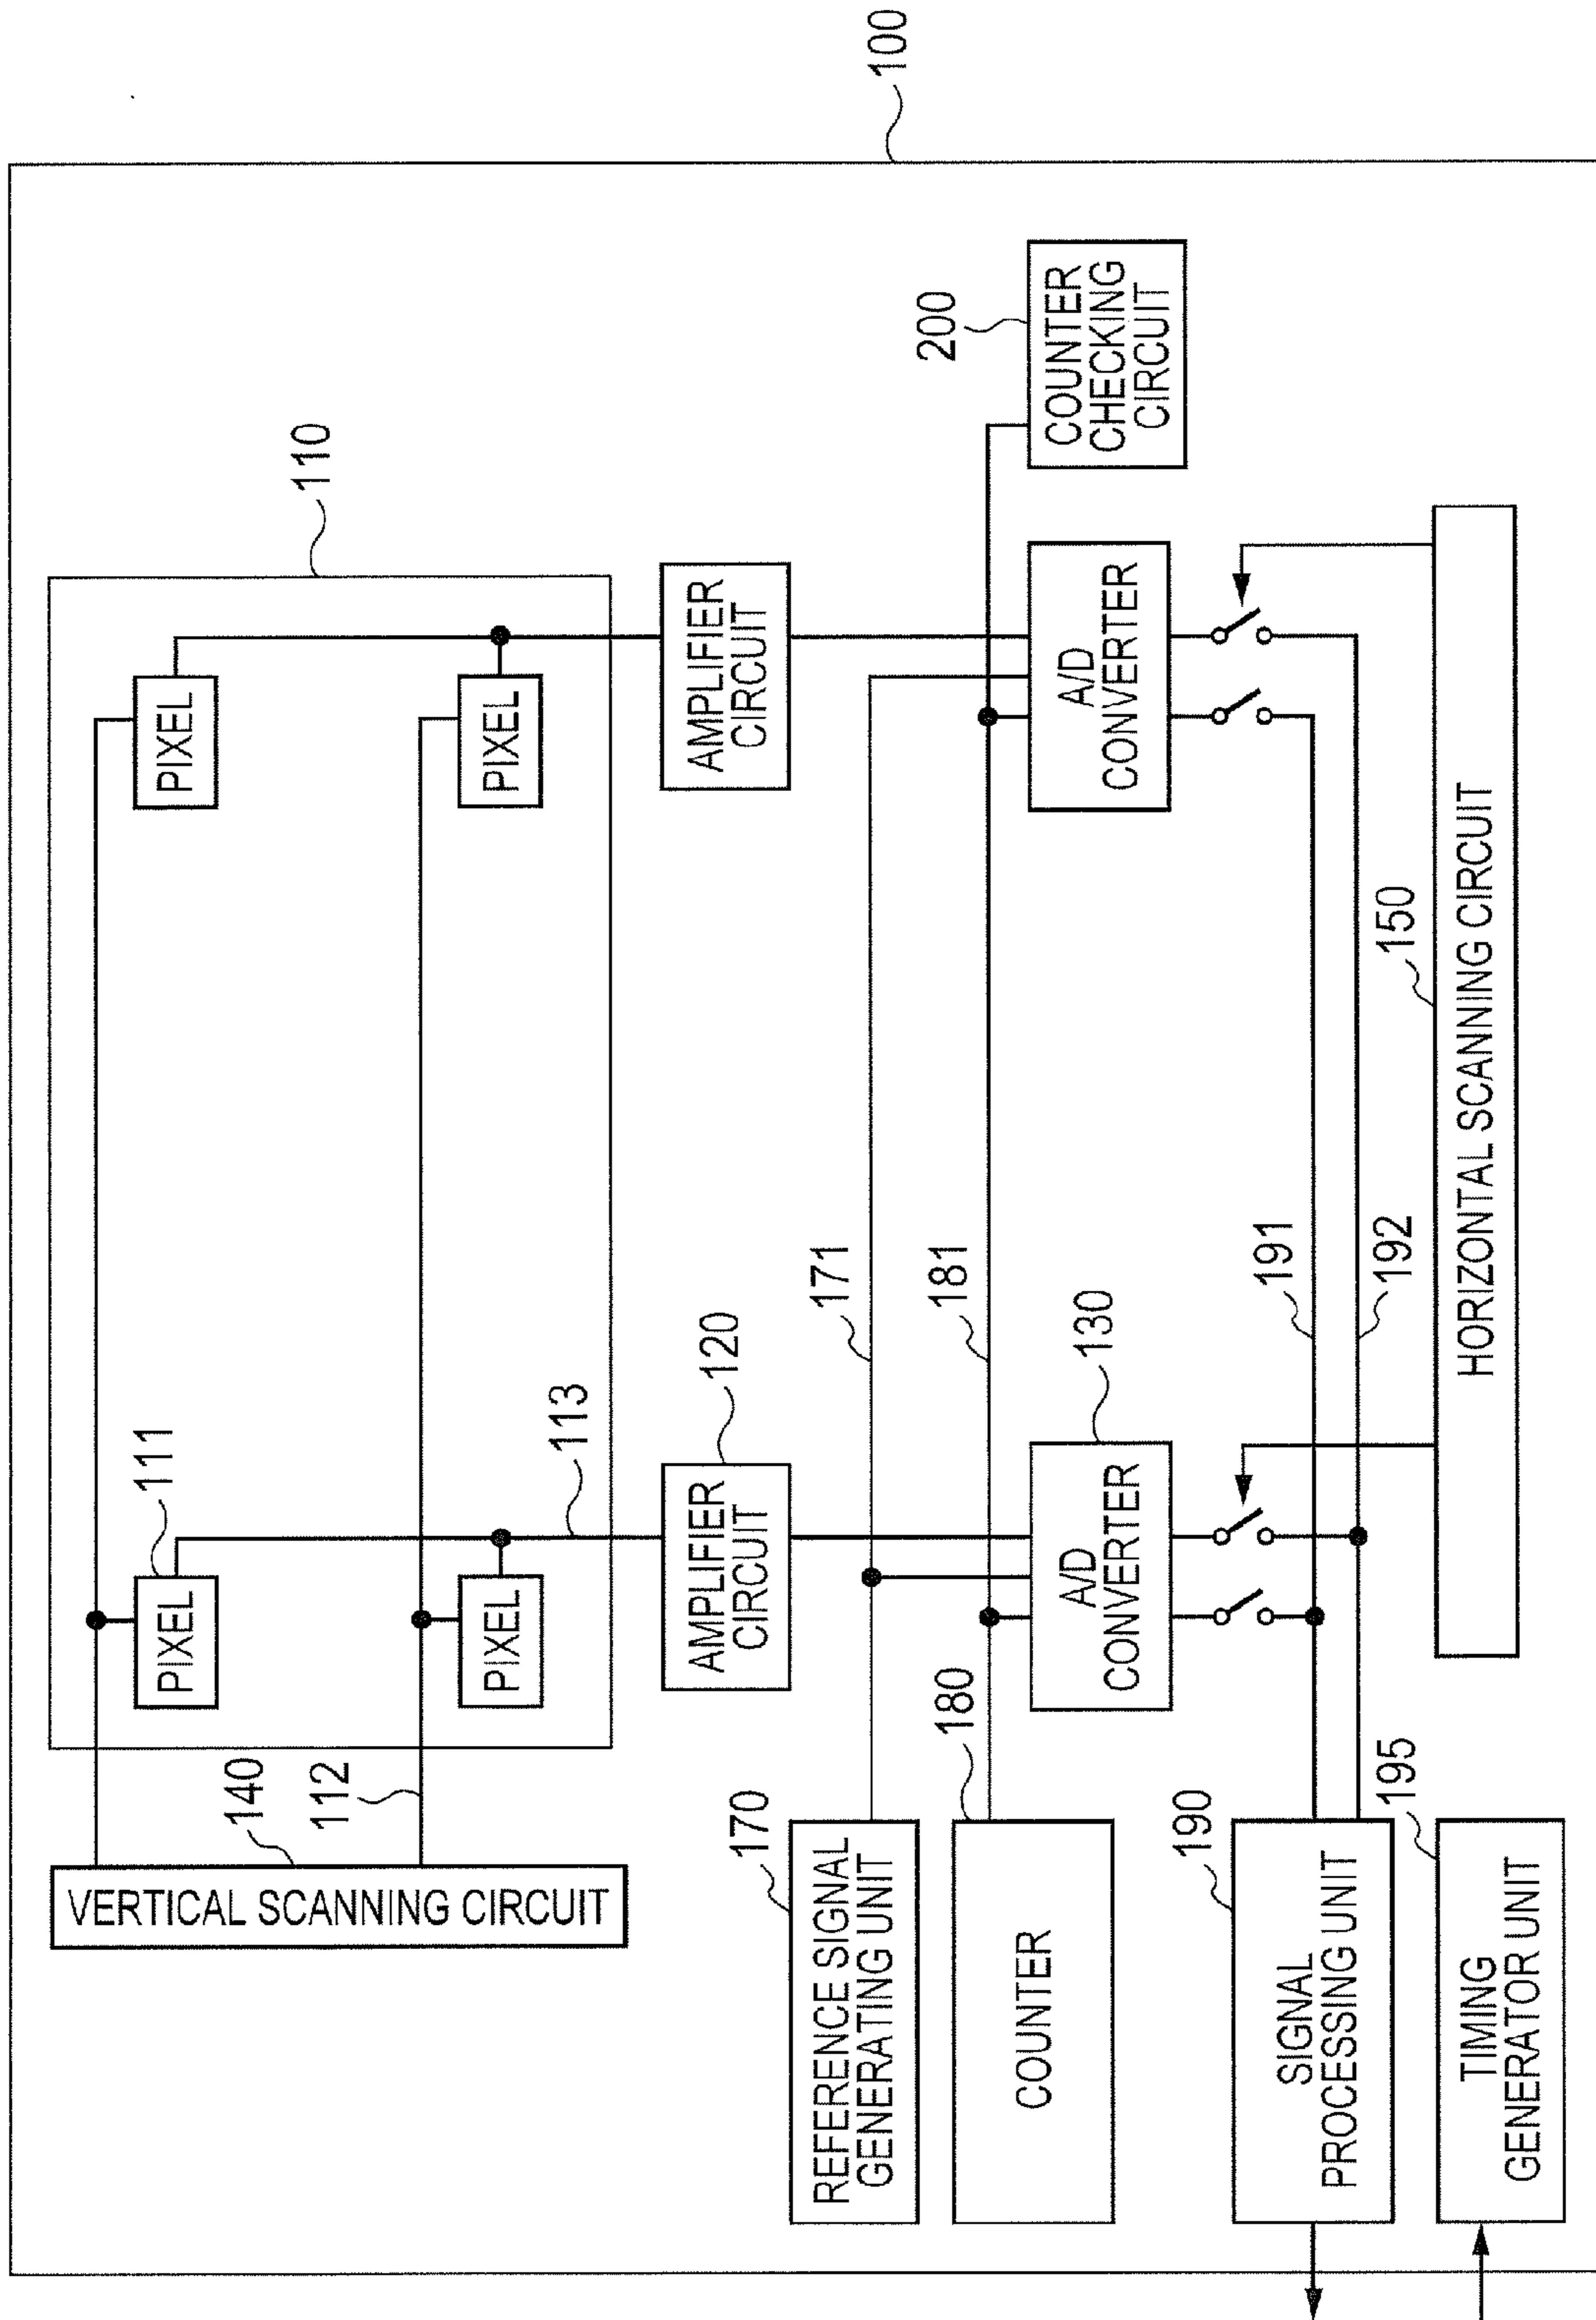 100
110
VERTICAL SCANNING CIRCUIT
140
112
PIXEL
111
PIXEL
PIXEL
PIXEL
113
AMPLIFIER
CIRCUIT
120
AMPLIFIER
CIRCUIT
REFERENCE SIGNAL
GENERATING UNIT
170
171
COUNTER
180
181
A/D
CONVERTER
130
A/D
CONVERTER
COUNTER
CHECKING
CIRCUIT
200
SIGNAL
PROCESSING UNIT
190
191
192
TIMING
GENERATOR UNIT
195
HORIZONTAL SCANNING CIRCUIT
150